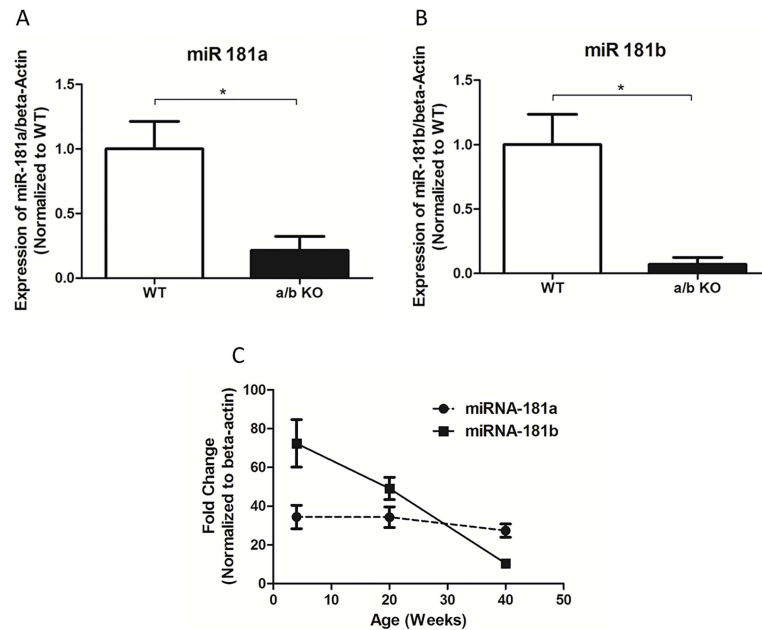 A
miR 181a
Expression of miR-181a/beta-Actin
(Normalized to WT)
1.5
1.0
0.5
0.0
*
WT
a/b KO
B
miR 181b
Expression of miR-181b/beta-Actin
(Normalized to WT)
1.5
1.0
0.5
0.0
*
WT
a/b KO
C
Fold Change
(Normalized to beta-actin)
100
80
60
40
20
0
miRNA-181a
miRNA-181b
0 10 20 30 40 50
Age (Weeks)